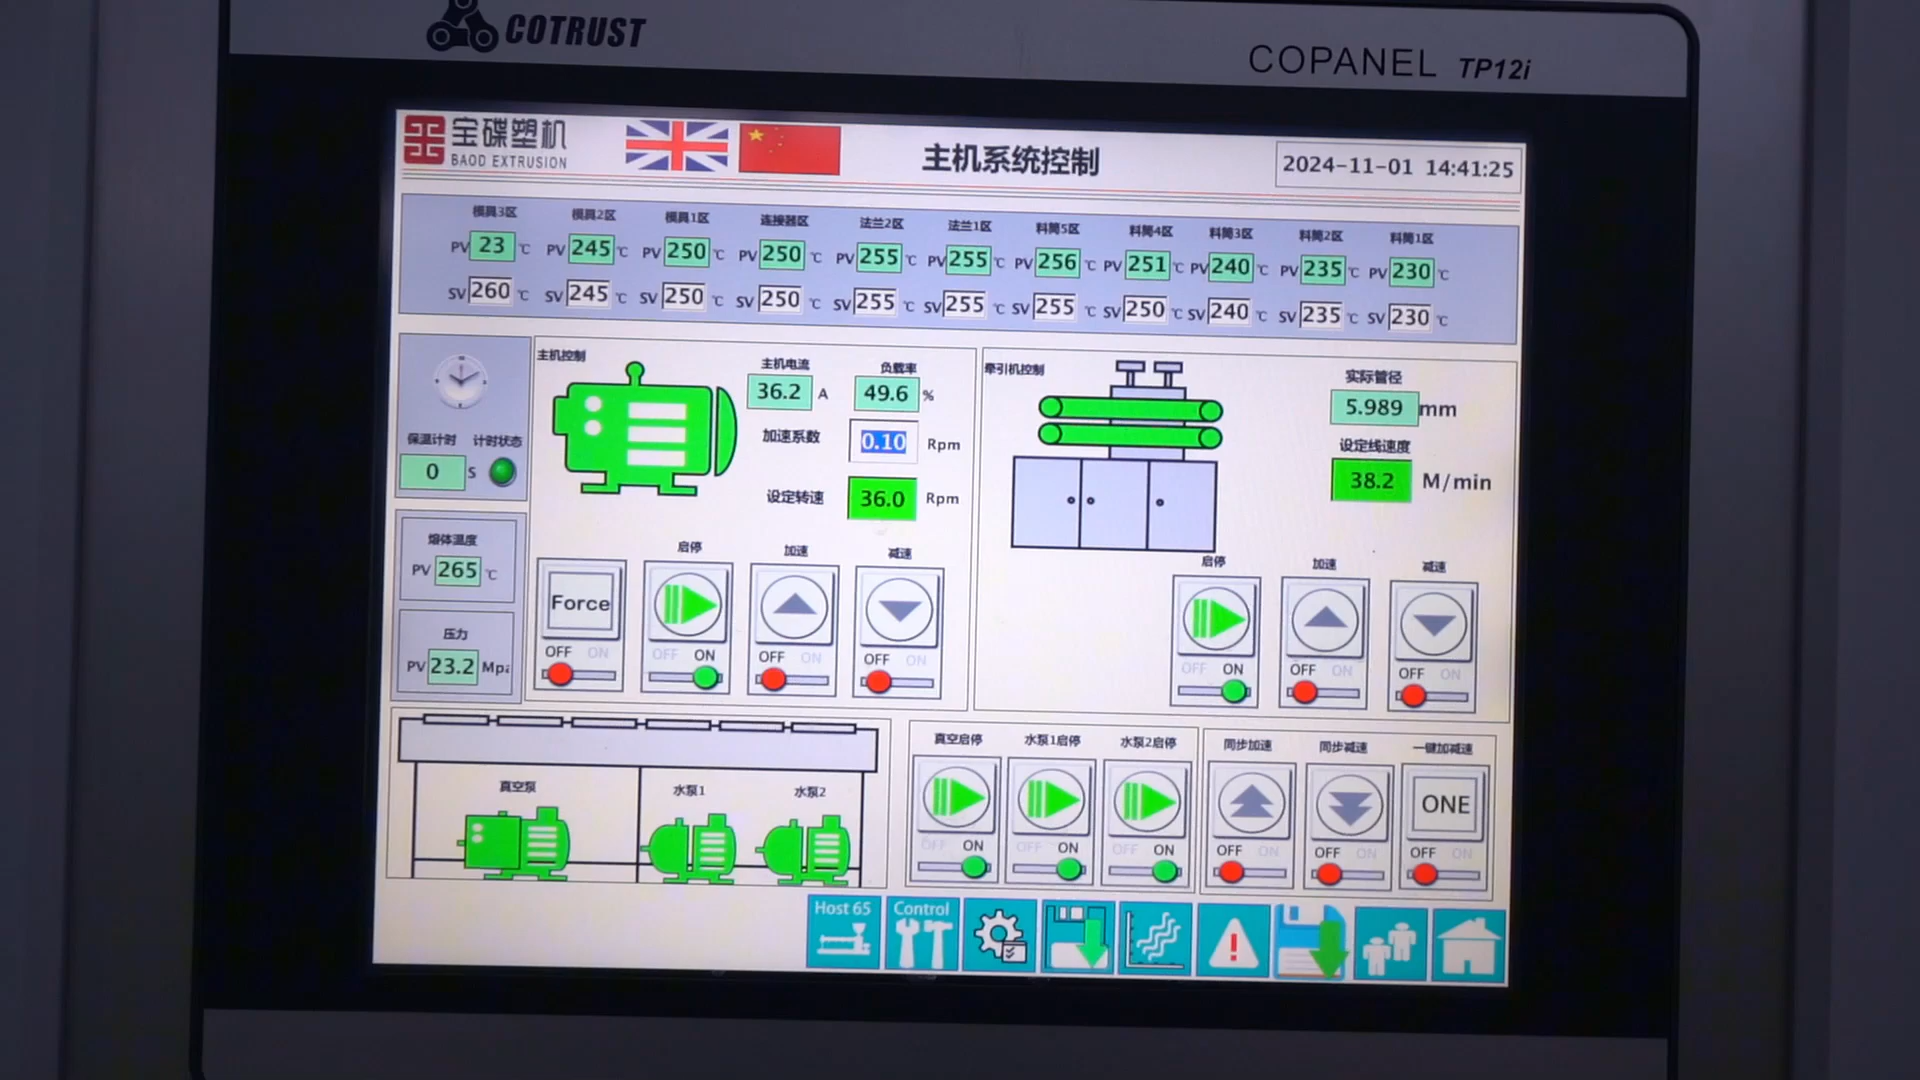 COTRUST
COPANEL TP12i
宝碟塑机
BAOD EXTRUSION
主机系统控制
2024-11-01 14:41:25
模具3区 模具2区 模具1区 连接器区 法兰2区 法兰1区 料筒5区 料筒4区 料筒3区 料筒2区 料筒1区
PV 23 ℃ PV 245 ℃ PV 250 ℃ PV 250 ℃ PV 255 ℃ PV 255 ℃ PV 256 ℃ PV 251 ℃ PV 240 ℃ PV 235 ℃ PV 230 ℃
SV 260 ℃ SV 245 ℃ SV 250 ℃ SV 250 ℃ SV 255 ℃ SV 255 ℃ SV 255 ℃ SV 250 ℃ SV 240 ℃ SV 235 ℃ SV 230 ℃
保温计时 计时状态
0 S
熔体温度
PV 265 ℃
压力
PV 23.2 Mpa
主机控制
主机电流 负载率
36.2 A 49.6 %
加速系数 0.10 Rpm
设定转速 36.0 Rpm
启停 加速 减速
Force
OFF ON OFF ON OFF ON OFF ON
牵引机控制
实际管径
5.989 mm
设定线速度
38.2 M/min
启停 加速 减速
OFF ON OFF ON OFF ON
真空泵 水泵1 水泵2
真空启停 水泵1启停 水泵2启停
OFF ON OFF ON OFF ON
同步加速 同步减速 一键加减速
ONE
OFF ON OFF ON OFF ON
Host 65 Control